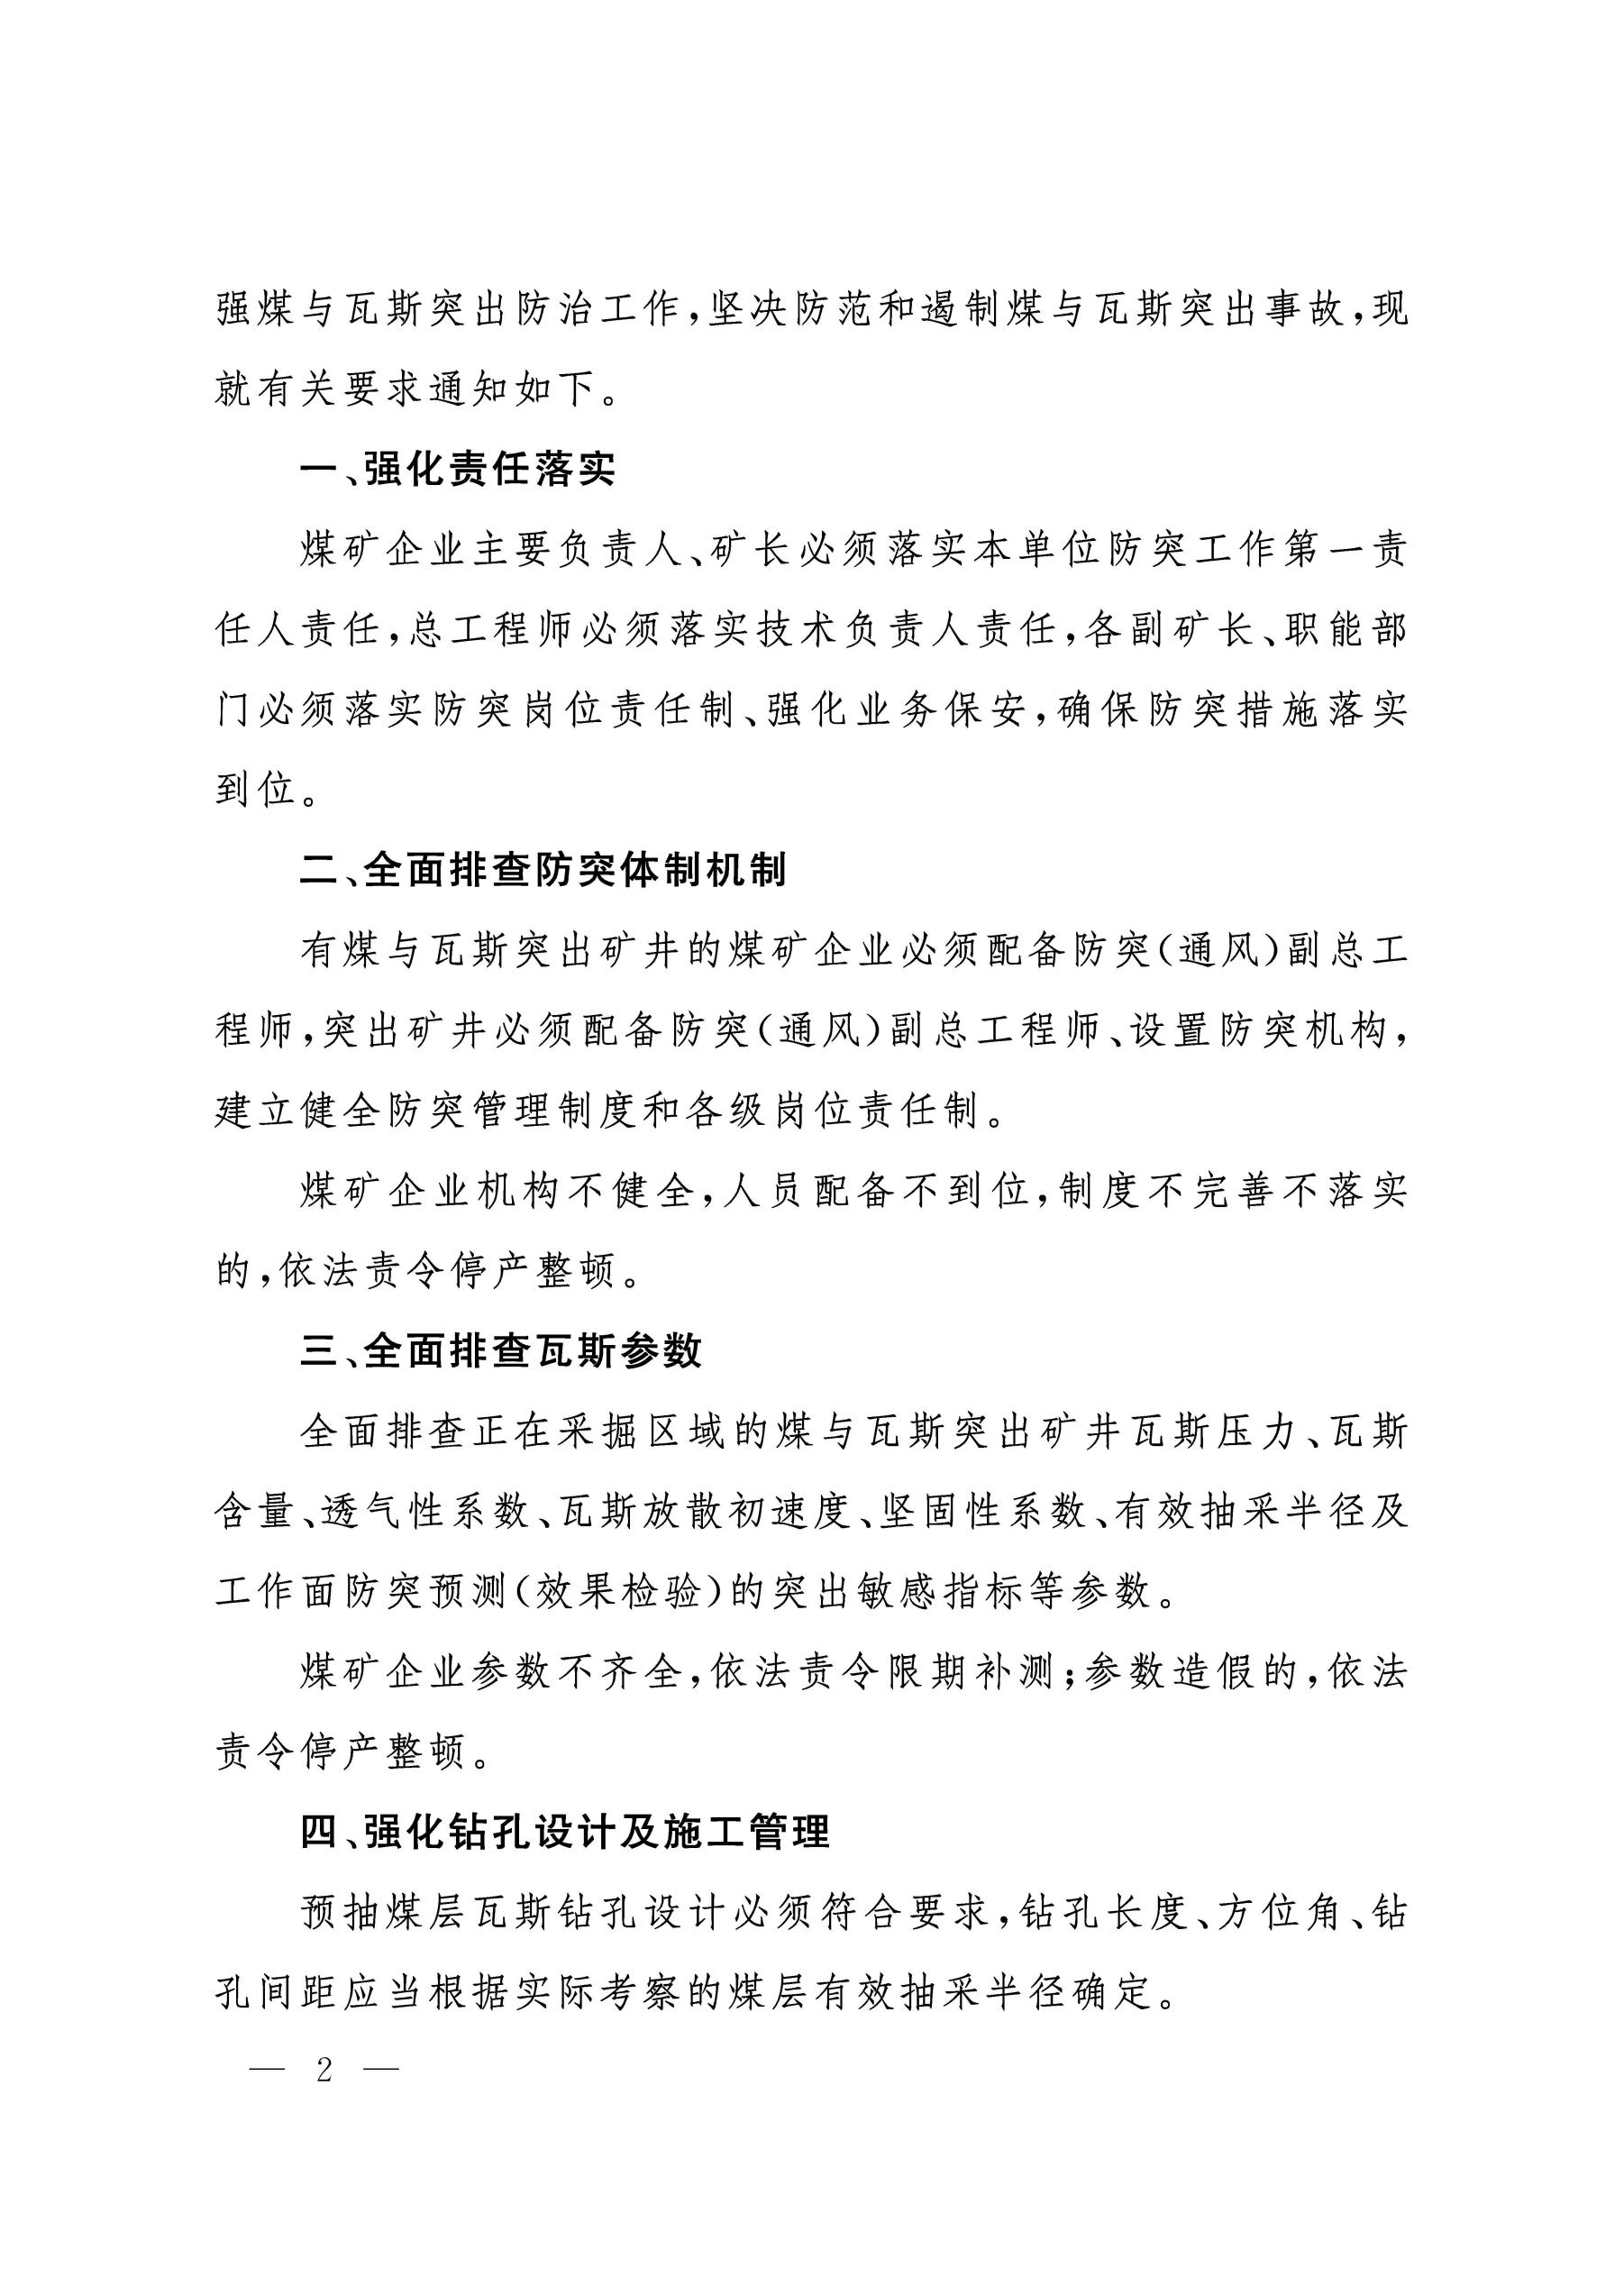 强煤与瓦斯突出防治工作,坚决防范和遏制煤与瓦斯突出事故,现
就有关要求通知如下。
一、强化责任落实
煤矿企业主要负责人、矿长必须落实本单位防突工作第一责
任人责任,总工程师必须落实技术负责人责任,各副矿长、职能部
门必须落实防突岗位责任制、强化业务保安,确保防突措施落实
到位。
二、全面排查防突体制机制
有煤与瓦斯突出矿井的煤矿企业必须配备防突(通风)副总工
程师,突出矿井必须配备防突(通风)副总工程师、设置防突机构,
建立健全防突管理制度和各级岗位责任制。
煤矿企业机构不健全,人员配备不到位,制度不完善不落实
的,依法责令停产整顿。
三、全面排查瓦斯参数
全面排查正在采掘区域的煤与瓦斯突出矿井瓦斯压力、瓦斯
含量、透气性系数、瓦斯放散初速度、坚固性系数、有效抽采半径及
工作面防突预测(效果检验)的突出敏感指标等参数。
煤矿企业参数不齐全,依法责令限期补测;参数造假的,依法
责令停产整顿。
四、强化钻孔设计及施工管理
预抽煤层瓦斯钻孔设计必须符合要求,钻孔长度、方位角、钻
孔间距应当根据实际考察的煤层有效抽采半径确定。
— 2 —